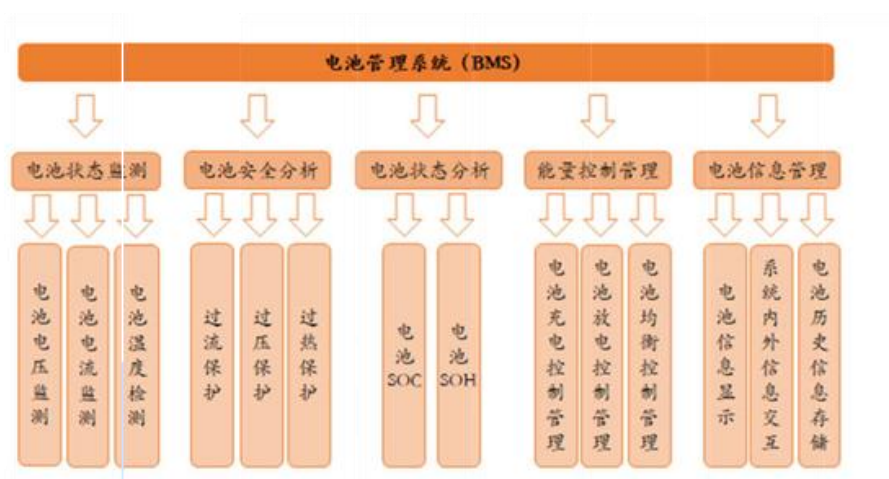 电池管理系统（BMS）
电池状态监测
电池安全分析
电池状态分析
能量控制管理
电池信息管理
电池电压监测
电池电流监测
电池温度检测
过流保护
过压保护
过热保护
电池SOC
电池SOH
电池充电控制管理
电池放电控制管理
电池均衡控制管理
电池信息显示
系统内外信息交互
电池历史信息存储